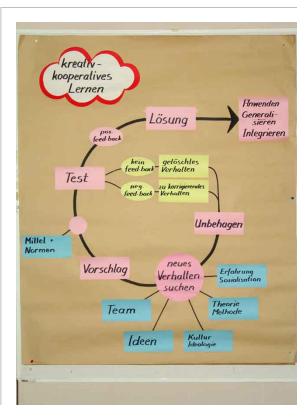 kreativ-
kooperatives
Lernen
Lösung
Anwenden
Generali-
sieren
Integrieren
pos.
feed-back
Test
kein
feed-back
gelöschtes
Verhalten
neg.
feed-back
zu korrigierendes
Verhalten
Unbehagen
Mittel +
Normen
Vorschlag
neues
Verhalten
suchen
Erfahrung
Sozialisation
Team
Theorie
Methode
Ideen
Kultur
Ideologie